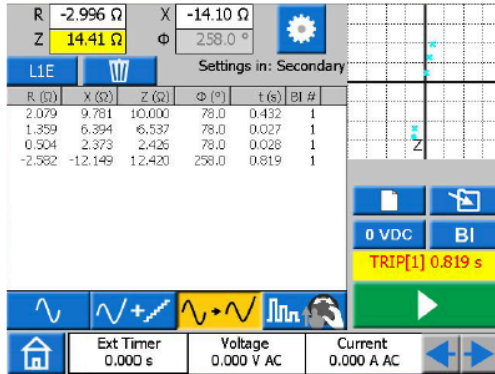 R -2.996 Ω X -14.10 Ω
Z 14.41 Ω Φ 258.0 °
L1E Settings in: Secondary
R (Ω) X (Ω) Z (Ω) Φ (°) t (s) BI #
2.079 9.781 10.000 78.0 0.432 1
1.359 6.394 6.537 78.0 0.027 1
0.504 2.373 2.426 78.0 0.028 1
-2.582 -12.149 12.420 258.0 0.819 1
Z
0 VDC BI
TRIP[1] 0.819 s
Ext Timer Voltage Current
0.000 s 0.000 V AC 0.000 A AC